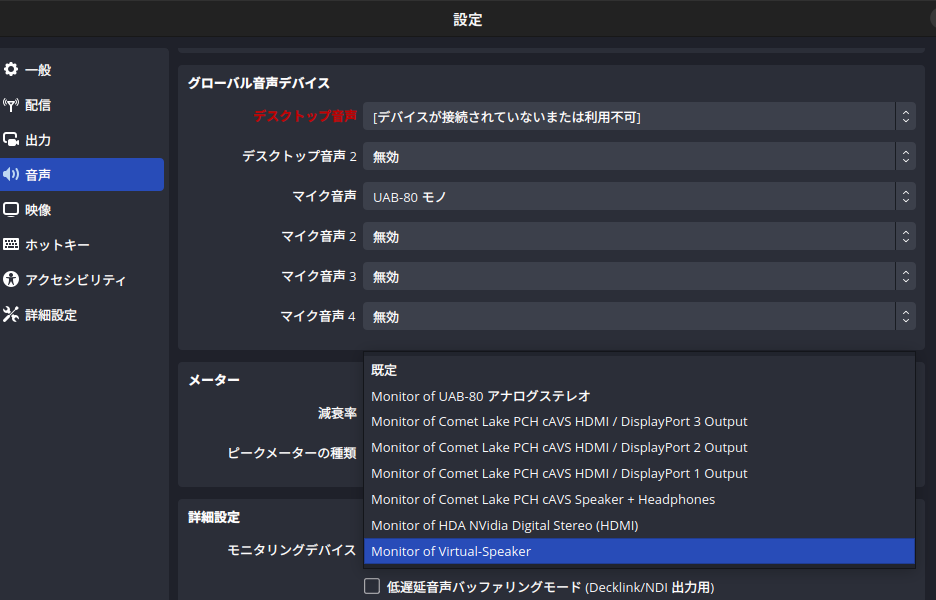 設定
一般
配信
出力
音声
映像
ホットキー
アクセシビリティ
詳細設定
グローバル音声デバイス
デスクトップ音声 [デバイスが接続されていないまたは利用不可]
デスクトップ音声 2 無効
マイク音声 UAB-80 モノ
マイク音声 2 無効
マイク音声 3 無効
マイク音声 4 無効
メーター
減衰率
ピークメーターの種類
既定
Monitor of UAB-80 アナログステレオ
Monitor of Comet Lake PCH cAVS HDMI / DisplayPort 3 Output
Monitor of Comet Lake PCH cAVS HDMI / DisplayPort 2 Output
Monitor of Comet Lake PCH cAVS HDMI / DisplayPort 1 Output
Monitor of Comet Lake PCH cAVS Speaker + Headphones
Monitor of HDA NVidia Digital Stereo (HDMI)
Monitor of Virtual-Speaker
詳細設定
モニタリングデバイス
低遅延音声バッファリングモード (Decklink/NDI 出力用)